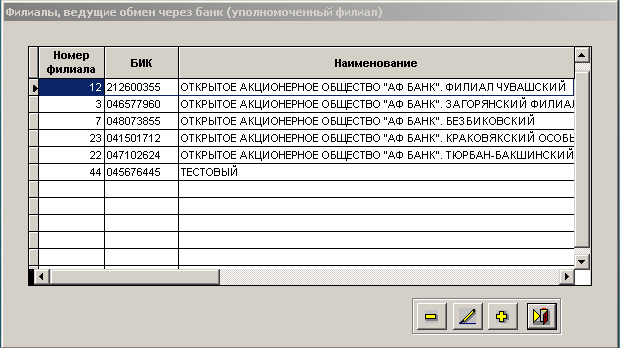 Филиалы, ведущие обмен через банк (уполномоченный филиал)
Номер филиала БИК Наименование
12 212600355 ОТКРЫТОЕ АКЦИОНЕРНОЕ ОБЩЕСТВО "АФ БАНК". ФИЛИАЛ ЧУВАШСКИЙ
3 046577960 ОТКРЫТОЕ АКЦИОНЕРНОЕ ОБЩЕСТВО "АФ БАНК". ЗАГОРЯНСКИЙ ФИЛИАЛ
7 048073855 ОТКРЫТОЕ АКЦИОНЕРНОЕ ОБЩЕСТВО "АФ БАНК". БЕЗБИКОВСКИЙ
23 041501712 ОТКРЫТОЕ АКЦИОНЕРНОЕ ОБЩЕСТВО "АФ БАНК". КРАКОВЯКСКИЙ ОСОБЫ
22 047102624 ОТКРЫТОЕ АКЦИОНЕРНОЕ ОБЩЕСТВО "АФ БАНК". ТЮРБАН-БАКШИНСКИЙ
44 045676445 ТЕСТОВЫЙ